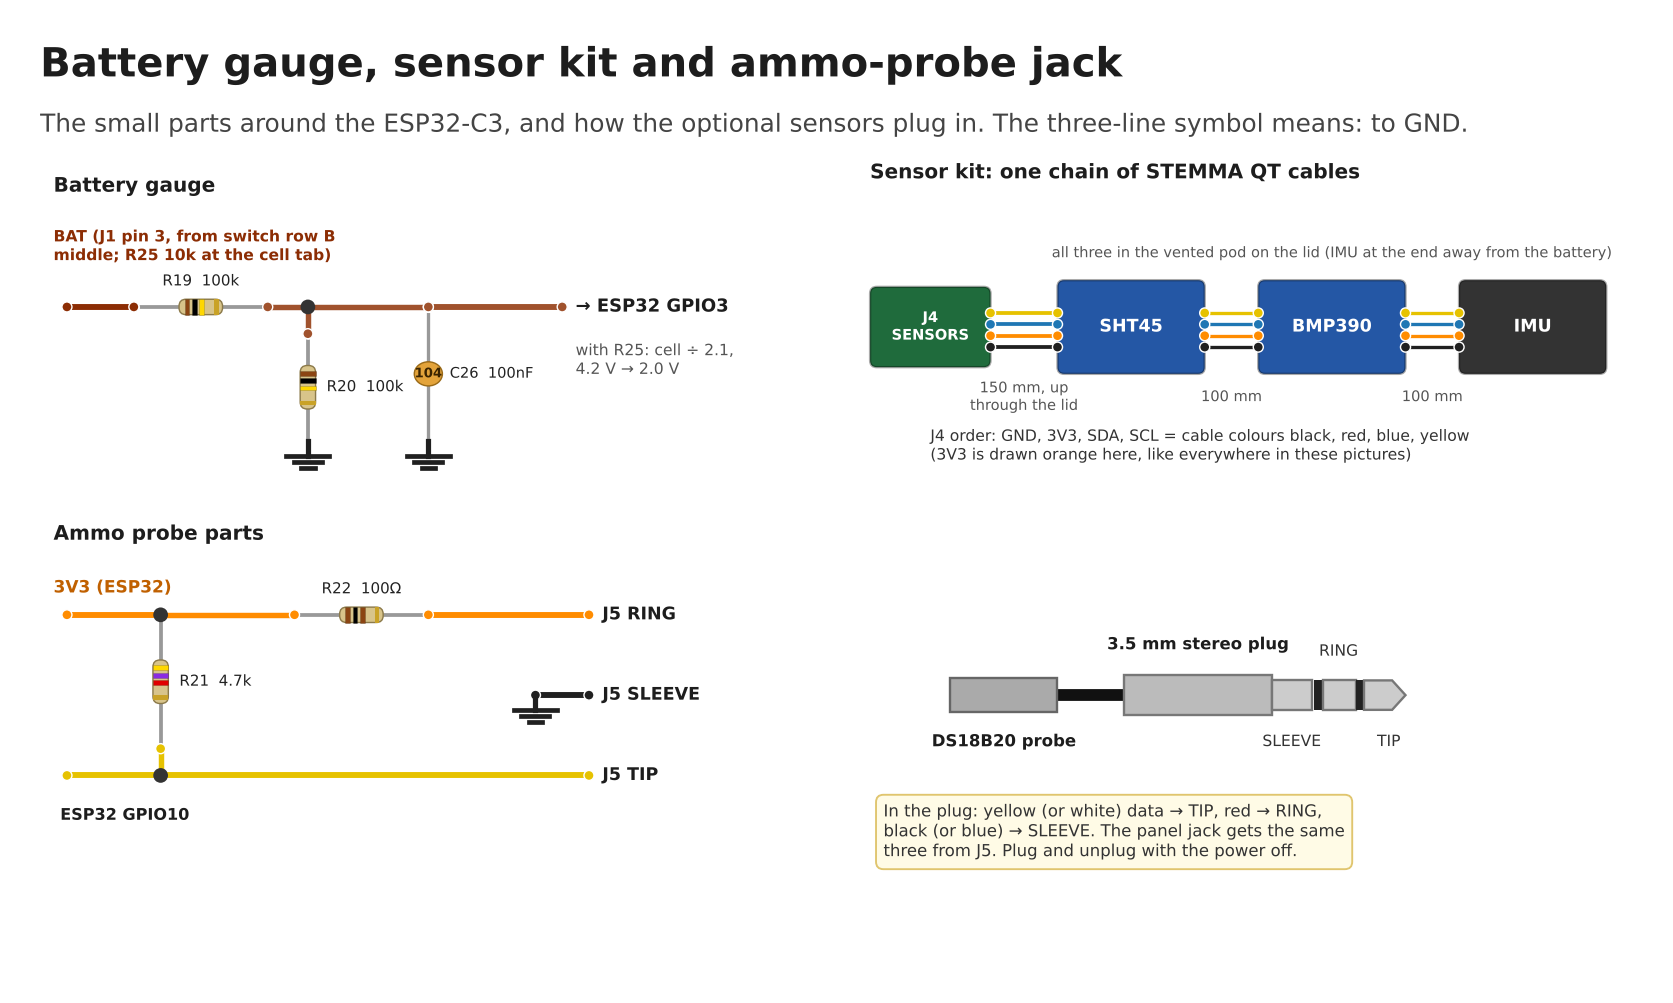 Battery gauge, sensor kit and ammo-probe jack
The small parts around the ESP32-C3, and how the optional sensors plug in. The three-line symbol means: to GND.
Battery gauge
BAT (J1 pin 3, from switch row B
middle; R25 10k at the cell tab)
R19 100k
→ ESP32 GPIO3
with R25: cell ÷ 2.1,
4.2 V → 2.0 V
R20 100k
104
C26 100nF
Sensor kit: one chain of STEMMA QT cables
all three in the vented pod on the lid (IMU at the end away from the battery)
J4
SENSORS
SHT45
BMP390
IMU
150 mm, up
through the lid
100 mm
100 mm
J4 order: GND, 3V3, SDA, SCL = cable colours black, red, blue, yellow
(3V3 is drawn orange here, like everywhere in these pictures)
Ammo probe parts
3V3 (ESP32)
R22 100Ω
J5 RING
R21 4.7k
J5 SLEEVE
J5 TIP
ESP32 GPIO10
3.5 mm stereo plug
RING
DS18B20 probe
SLEEVE
TIP
In the plug: yellow (or white) data → TIP, red → RING,
black (or blue) → SLEEVE. The panel jack gets the same
three from J5. Plug and unplug with the power off.